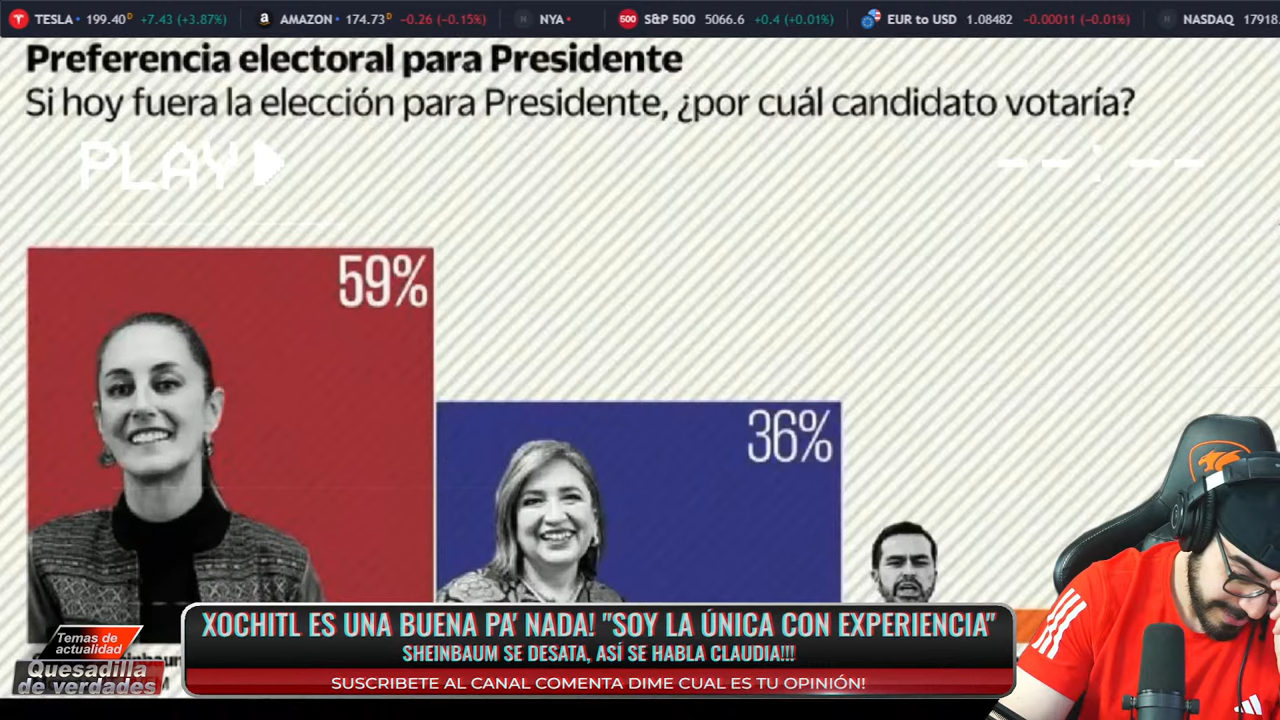 TESLA 199.40 D +7.43 (+3.87%) AMAZON 174.73 D −0.26 (−0.15%) NYA 500 S&P 500 5066.6 +0.4 (+0.01%) EUR to USD 1.08482 −0.00011 (−0.01%) NASDAQ 17918.
Preferencia electoral para Presidente
Si hoy fuera la elección para Presidente, ¿por cuál candidato votaría?
PLAY --:--
59%
36%
XOCHITL ES UNA BUENA PA' NADA! "SOY LA ÚNICA CON EXPERIENCIA"
SHEINBAUM SE DESATA, ASÍ SE HABLA CLAUDIA!!!
SUSCRIBETE AL CANAL COMENTA DIME CUAL ES TU OPINIÓN!
Temas de
actualidad
Quesadilla
de verdades